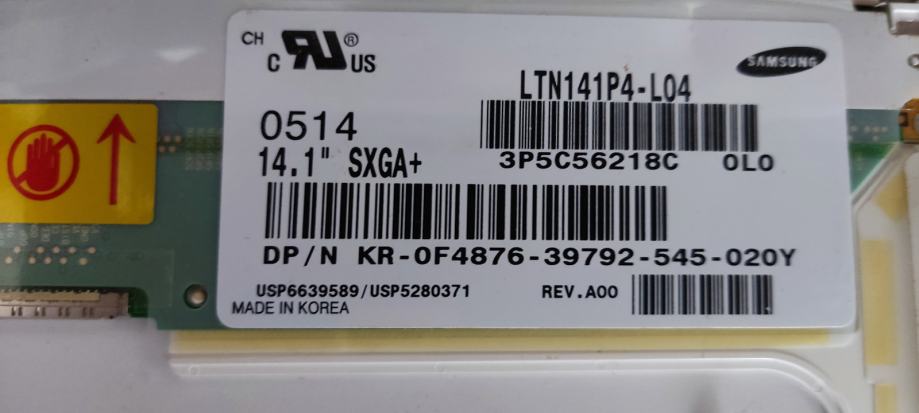 CH
C US ®
SAMSUNG
LTN141P4-L04
0514
14.1" SXGA+
3P5C56218C 0L0
DP/N KR-0F4876-39792-545-020Y
USP6639589/USP5280371 REV.A00
MADE IN KOREA